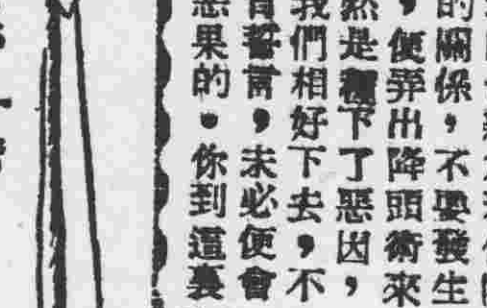 的關係，不要發生
，便弄出降頭術來
然是種下了惡因，
我們相好下去，不
背誓言，未必便會
惡果的。你到這裏